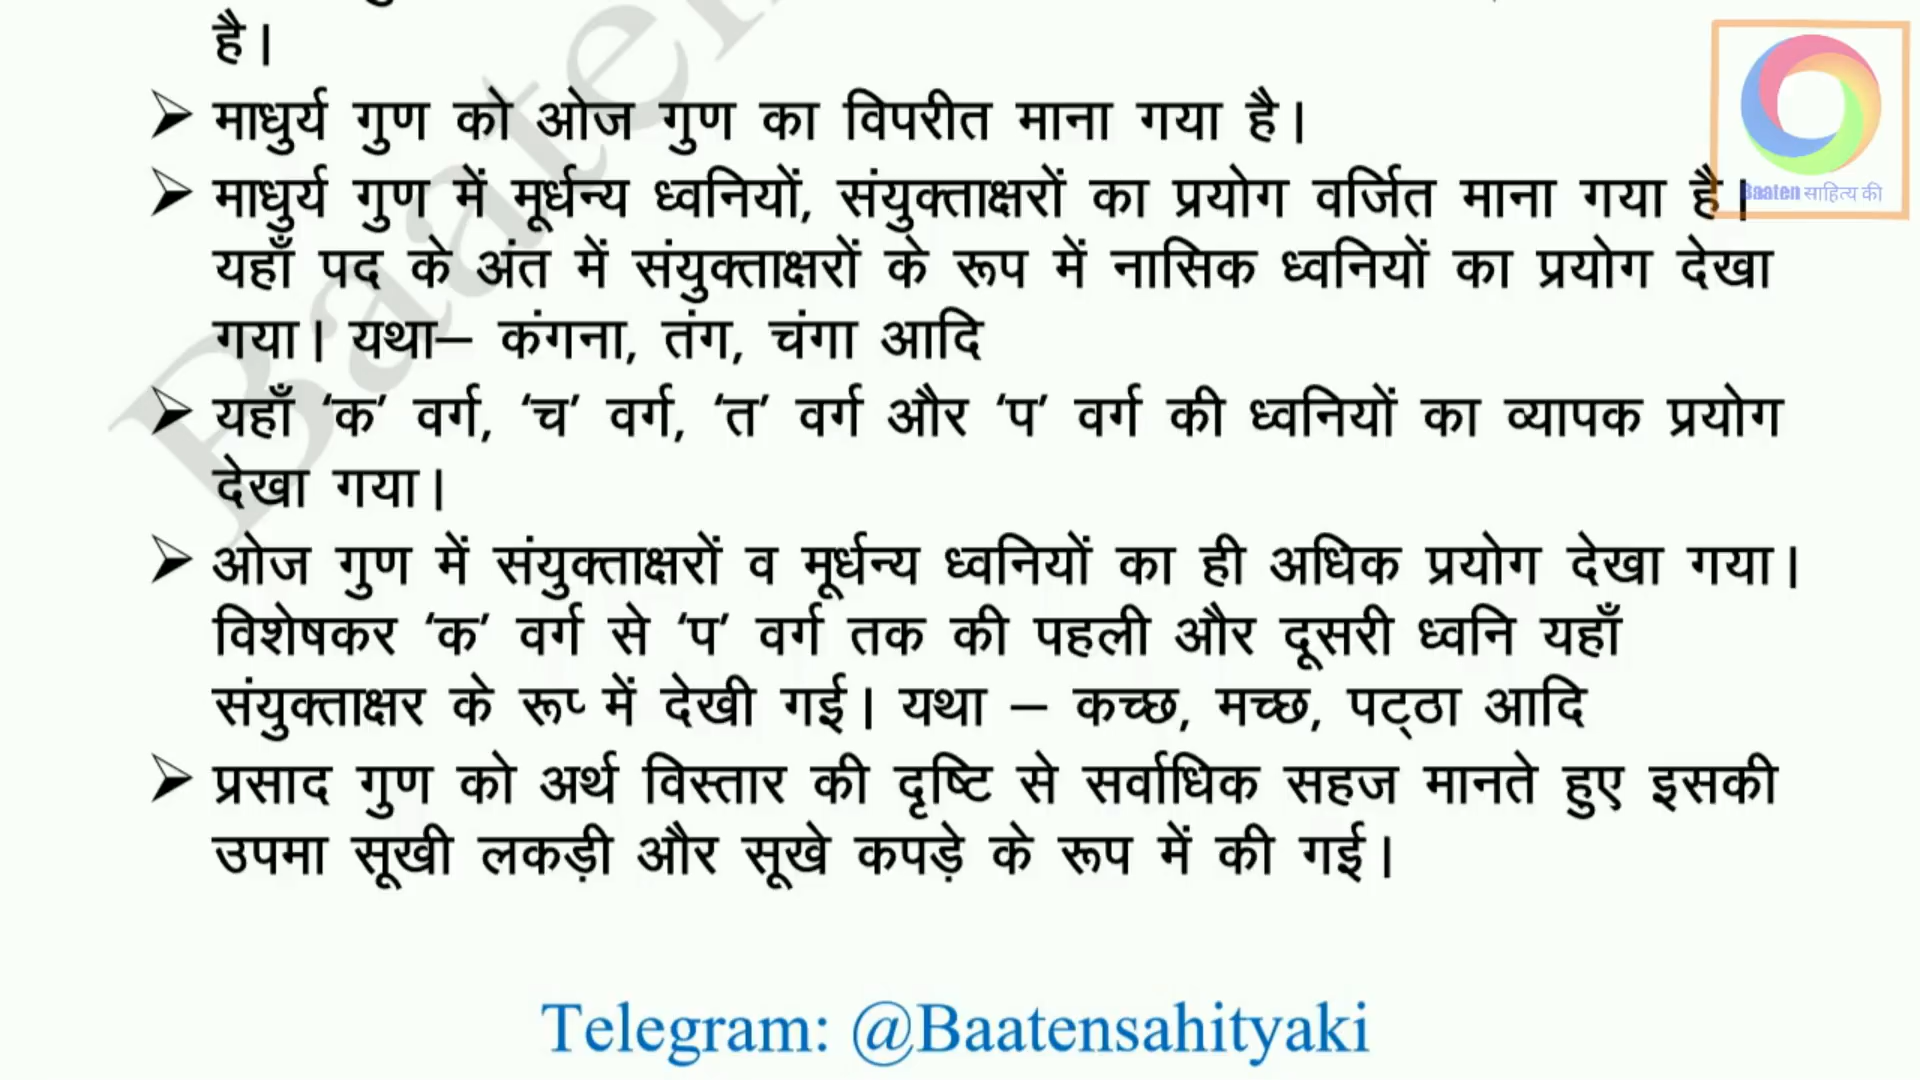 है।
➢ माधुर्य गुण को ओज गुण का विपरीत माना गया है।
➢ माधुर्य गुण में मूर्धन्य ध्वनियों, संयुक्ताक्षरों का प्रयोग वर्जित माना गया है।
यहाँ पद के अंत में संयुक्ताक्षरों के रूप में नासिक ध्वनियों का प्रयोग देखा
गया। यथा– कंगना, तंग, चंगा आदि
➢ यहाँ ‘क’ वर्ग, ‘च’ वर्ग, ‘त’ वर्ग और ‘प’ वर्ग की ध्वनियों का व्यापक प्रयोग
देखा गया।
➢ ओज गुण में संयुक्ताक्षरों व मूर्धन्य ध्वनियों का ही अधिक प्रयोग देखा गया।
विशेषकर ‘क’ वर्ग से ‘प’ वर्ग तक की पहली और दूसरी ध्वनि यहाँ
संयुक्ताक्षर के रूप में देखी गई। यथा – कच्छ, मच्छ, पट्ठा आदि
➢ प्रसाद गुण को अर्थ विस्तार की दृष्टि से सर्वाधिक सहज मानते हुए इसकी
उपमा सूखी लकड़ी और सूखे कपड़े के रूप में की गई।
Telegram: @Baatensahityaki
Baaten साहित्य की
Baaten